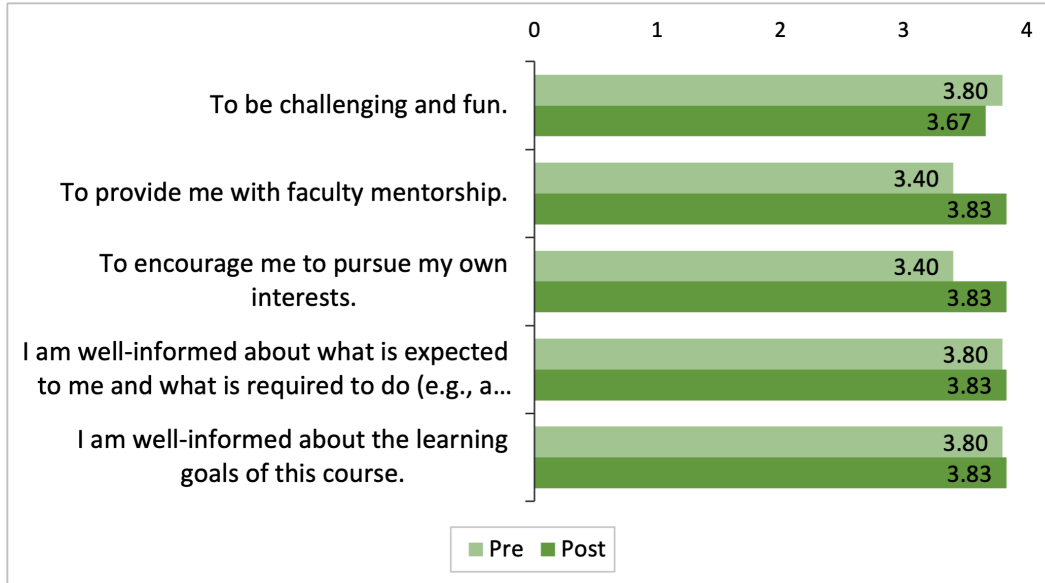 0 1 2 3 4
To be challenging and fun.
3.80
3.67
To provide me with faculty mentorship.
3.40
3.83
To encourage me to pursue my own
interests.
3.40
3.83
I am well-informed about what is expected
to me and what is required to do (e.g., a...
3.80
3.83
I am well-informed about the learning
goals of this course.
3.80
3.83
Pre Post